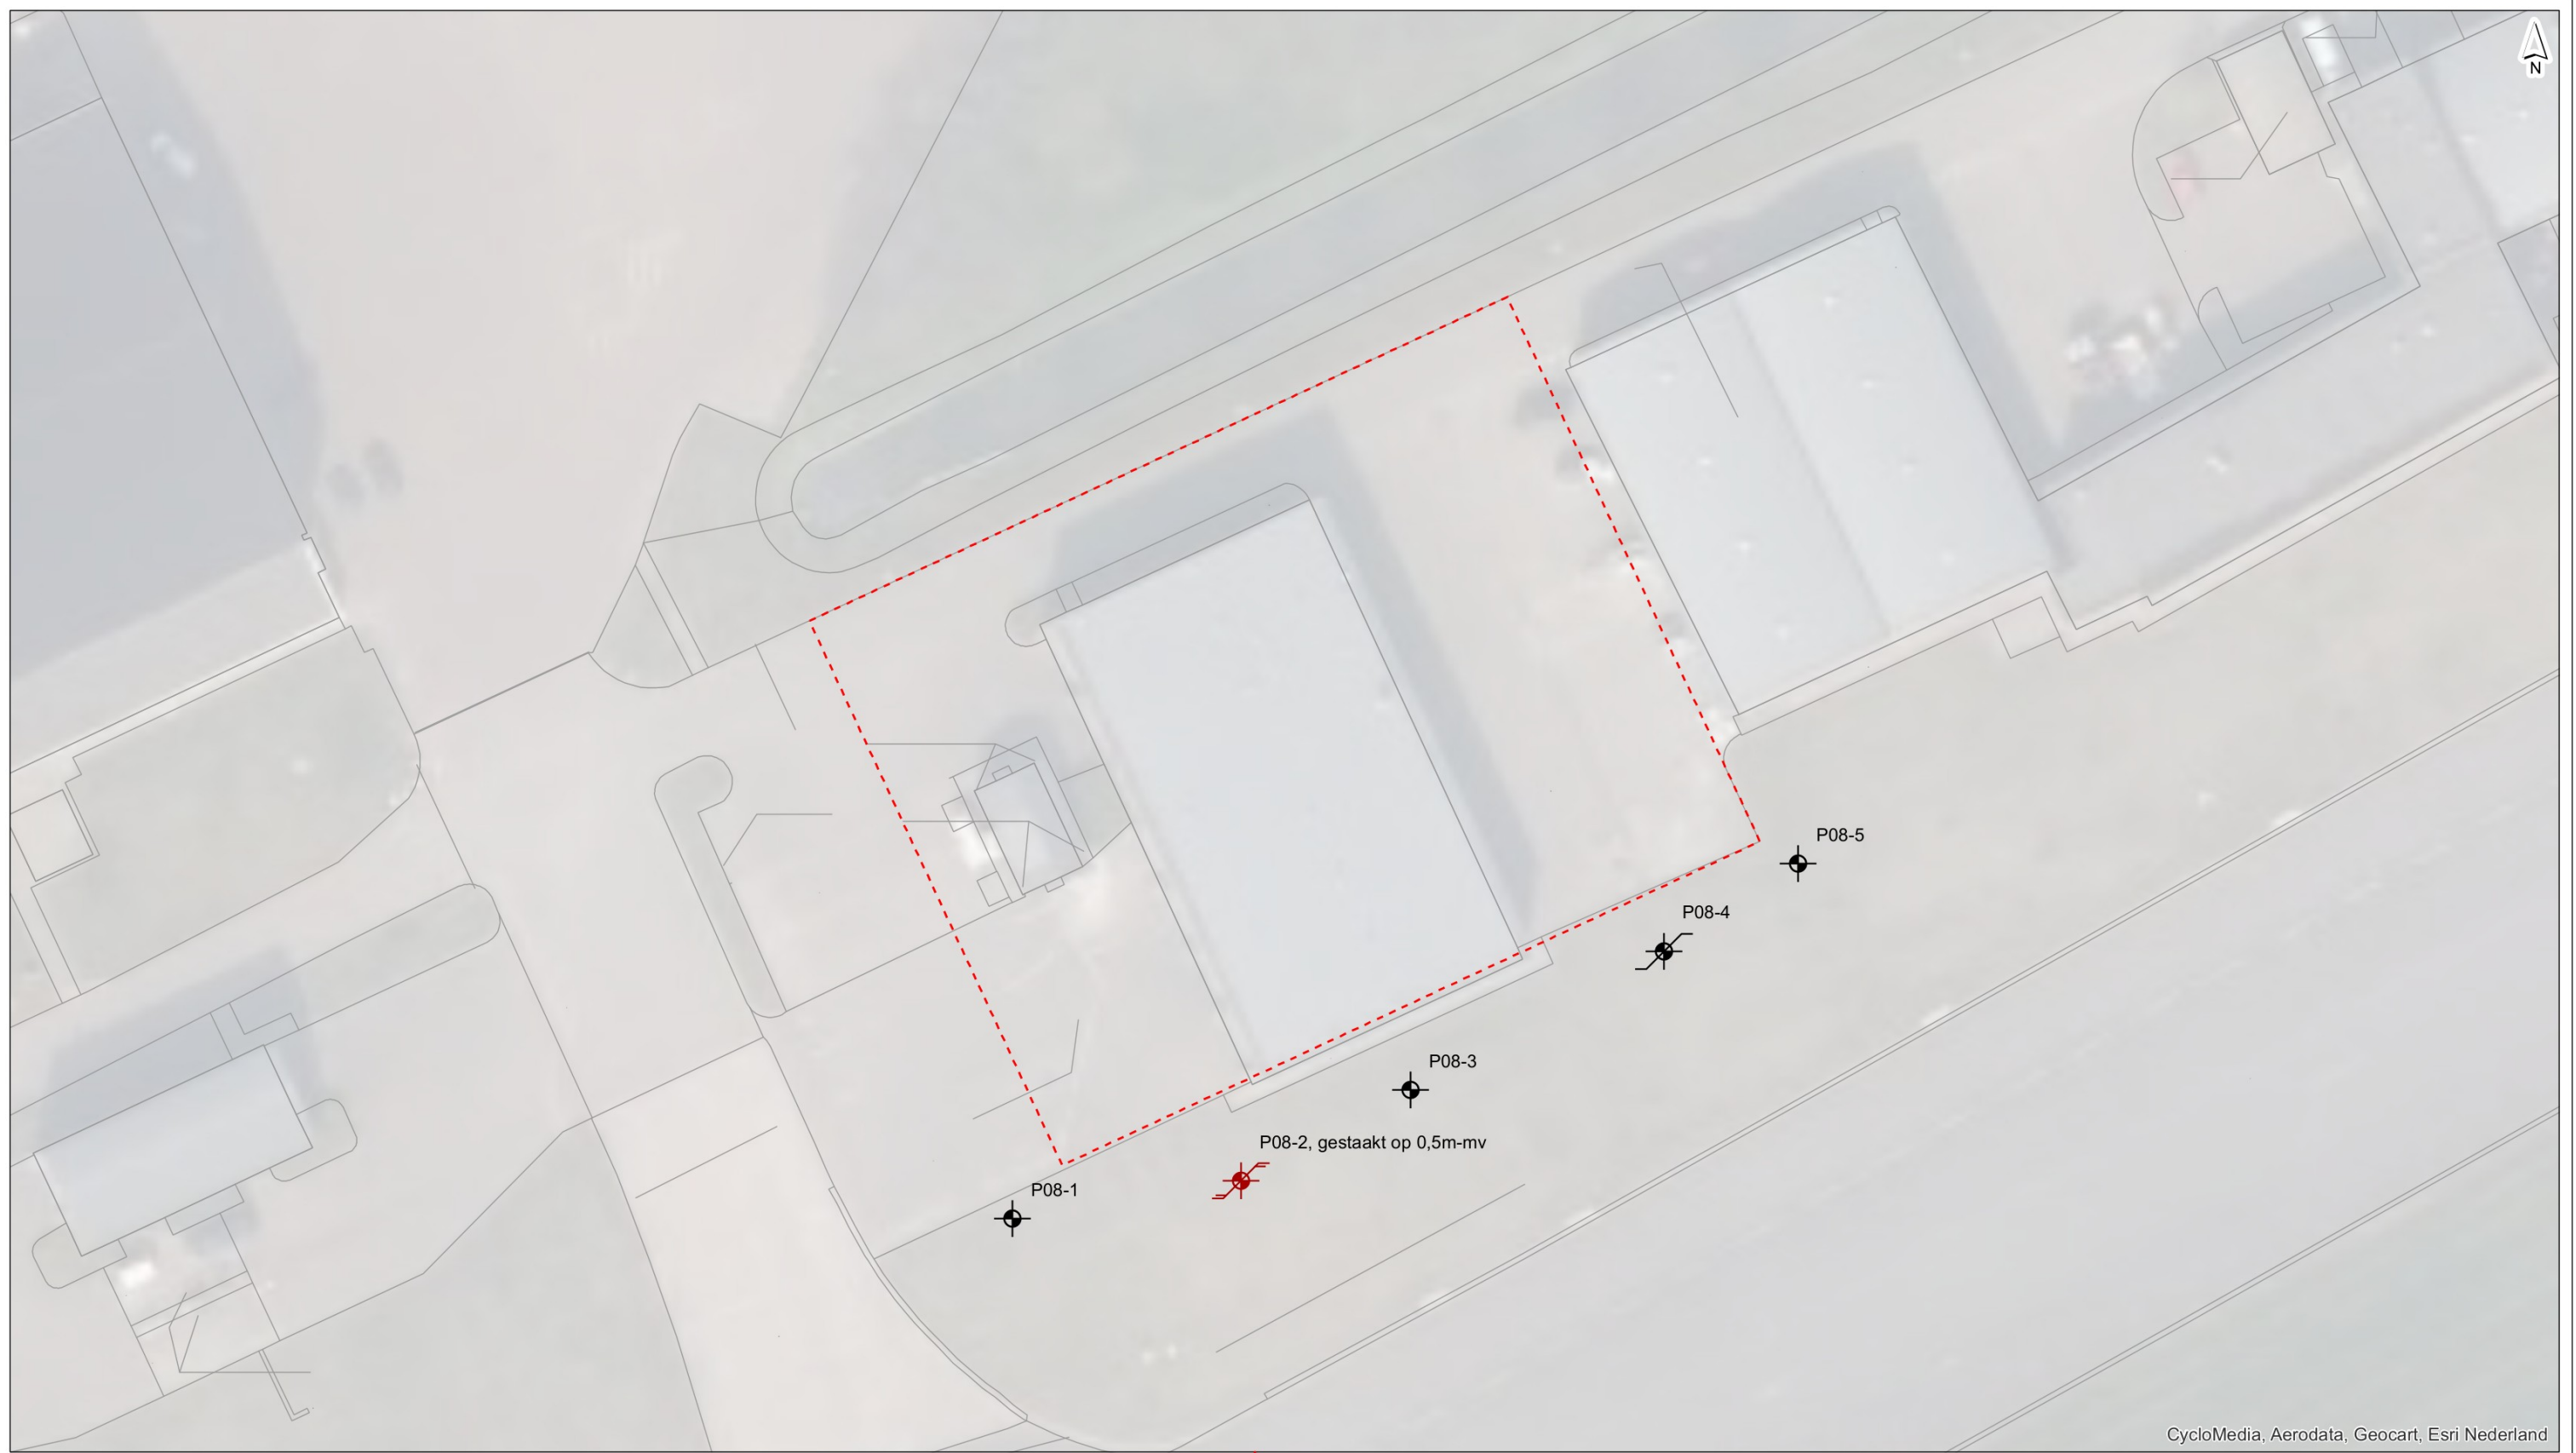 N
P08-5
P08-4
P08-3
P08-2, gestaakt op 0,5m-mv
P08-1
CycloMedia, Aerodata, Geocart, Esri Nederland